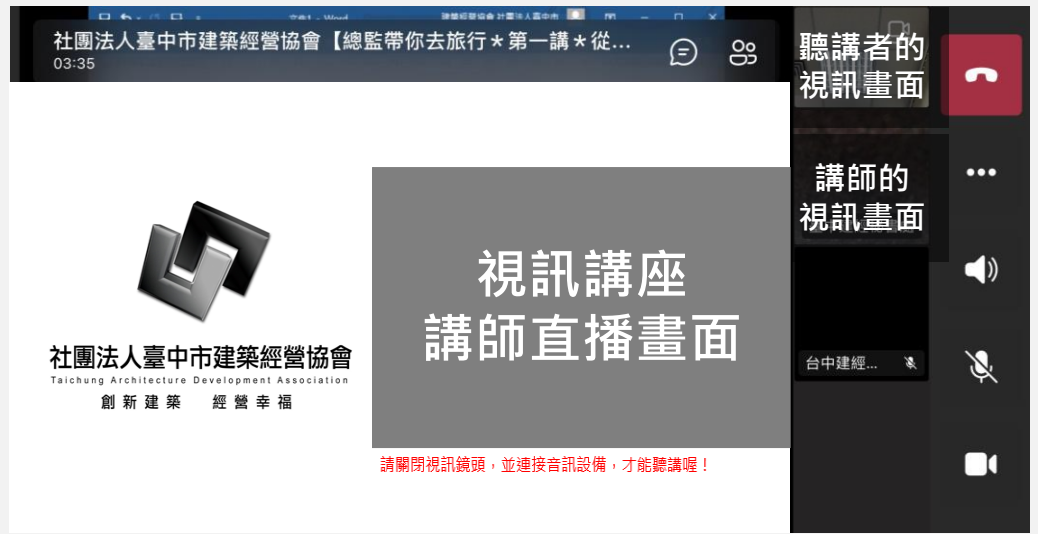 文件1 - Word
社團法人臺中市建築經營協會【總監帶你去旅行＊第一講＊從...
03:35
聽講者的
視訊畫面
講師的
視訊畫面
視訊講座
講師直播畫面
社團法人臺中市建築經營協會
Taichung Architecture Development Association
創新建築 經營幸福
台中建經...
請關閉視訊鏡頭，並連接音訊設備，才能聽講喔！